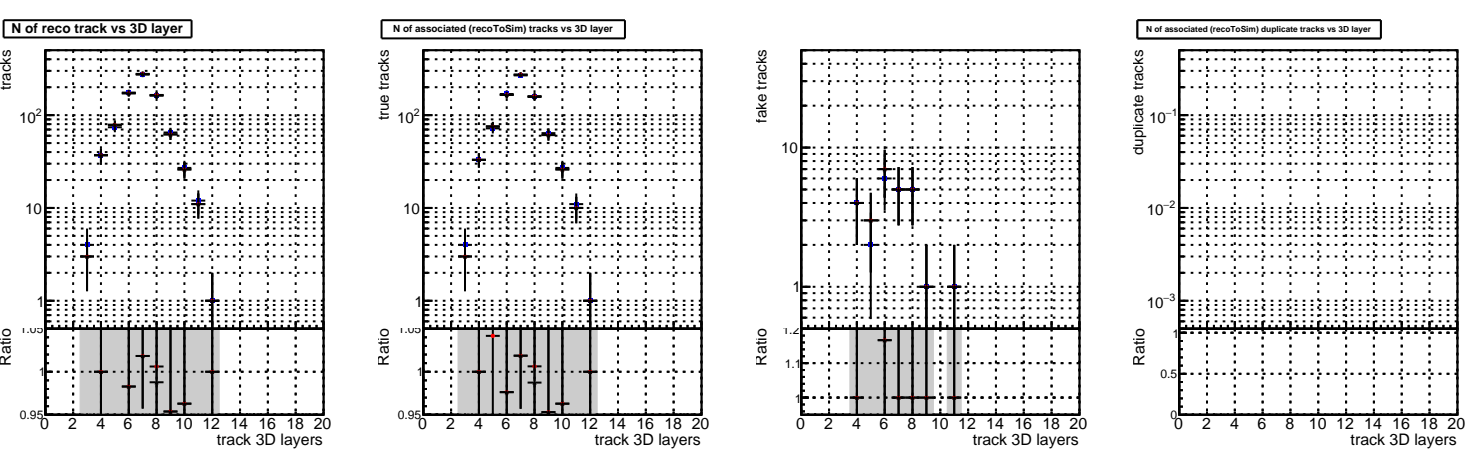 N of reco track vs 3D layer
tracks
10²
10
1
Ratio
1.05
1
0.95
0 2 4 6 8 10 12 14 16 18 20
track 3D layers
N of associated (recoToSim) tracks vs 3D layer
true tracks
10²
10
1
Ratio
1.05
1
0.95
0 2 4 6 8 10 12 14 16 18 20
track 3D layers
fake tracks
10
1
Ratio
1.2
1.1
1
0 2 4 6 8 10 12 14 16 18 20
track 3D layers
N of associated (recoToSim) duplicate tracks vs 3D layer
duplicate tracks
10⁻¹
10⁻²
10⁻³
Ratio
1
0.5
0
0 2 4 6 8 10 12 14 16 18 20
track 3D layers